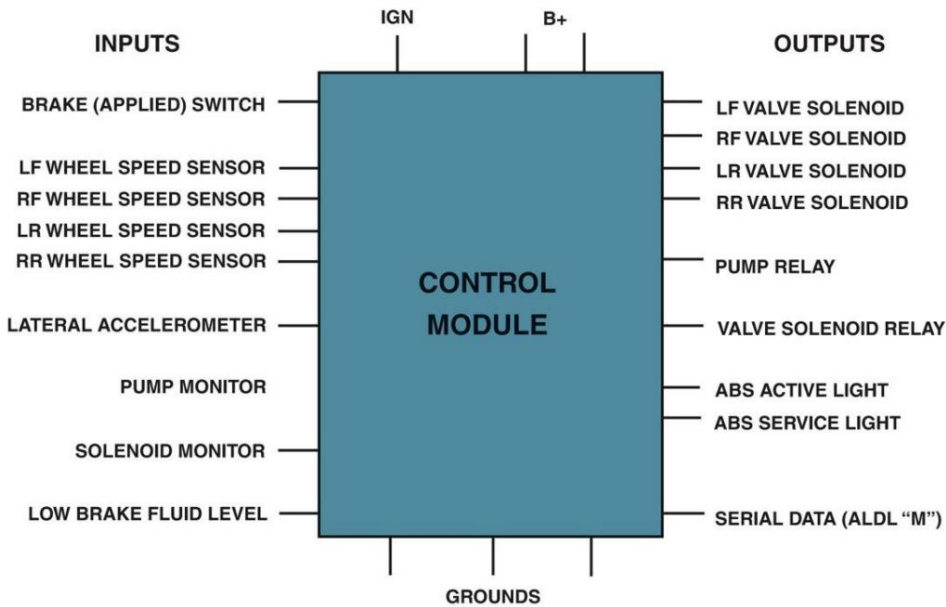 IGN
B+
INPUTS
OUTPUTS
BRAKE (APPLIED) SWITCH
LF WHEEL SPEED SENSOR
RF WHEEL SPEED SENSOR
LR WHEEL SPEED SENSOR
RR WHEEL SPEED SENSOR
LATERAL ACCELEROMETER
PUMP MONITOR
SOLENOID MONITOR
LOW BRAKE FLUID LEVEL
CONTROL
MODULE
LF VALVE SOLENOID
RF VALVE SOLENOID
LR VALVE SOLENOID
RR VALVE SOLENOID
PUMP RELAY
VALVE SOLENOID RELAY
ABS ACTIVE LIGHT
ABS SERVICE LIGHT
SERIAL DATA (ALDL “M”)
GROUNDS